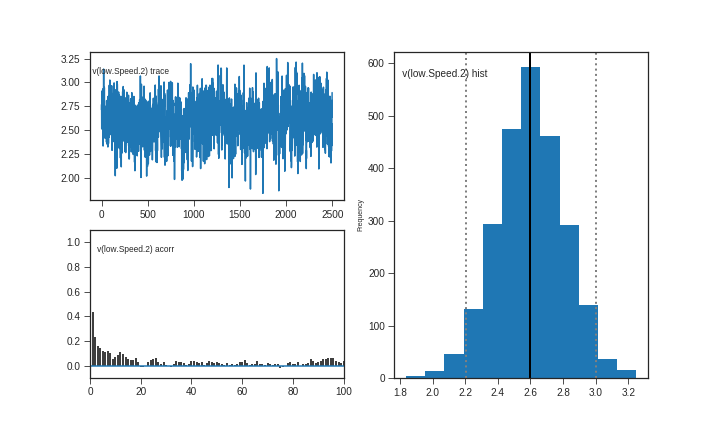 v(low.Speed.2) trace
3.25
3.00
2.75
2.50
2.25
2.00
0 500 1000 1500 2000 2500
v(low.Speed.2) acorr
1.0
0.8
0.6
0.4
0.2
0.0
0 20 40 60 80 100
v(low.Speed.2) hist
Frequency
600
500
400
300
200
100
0
1.8 2.0 2.2 2.4 2.6 2.8 3.0 3.2